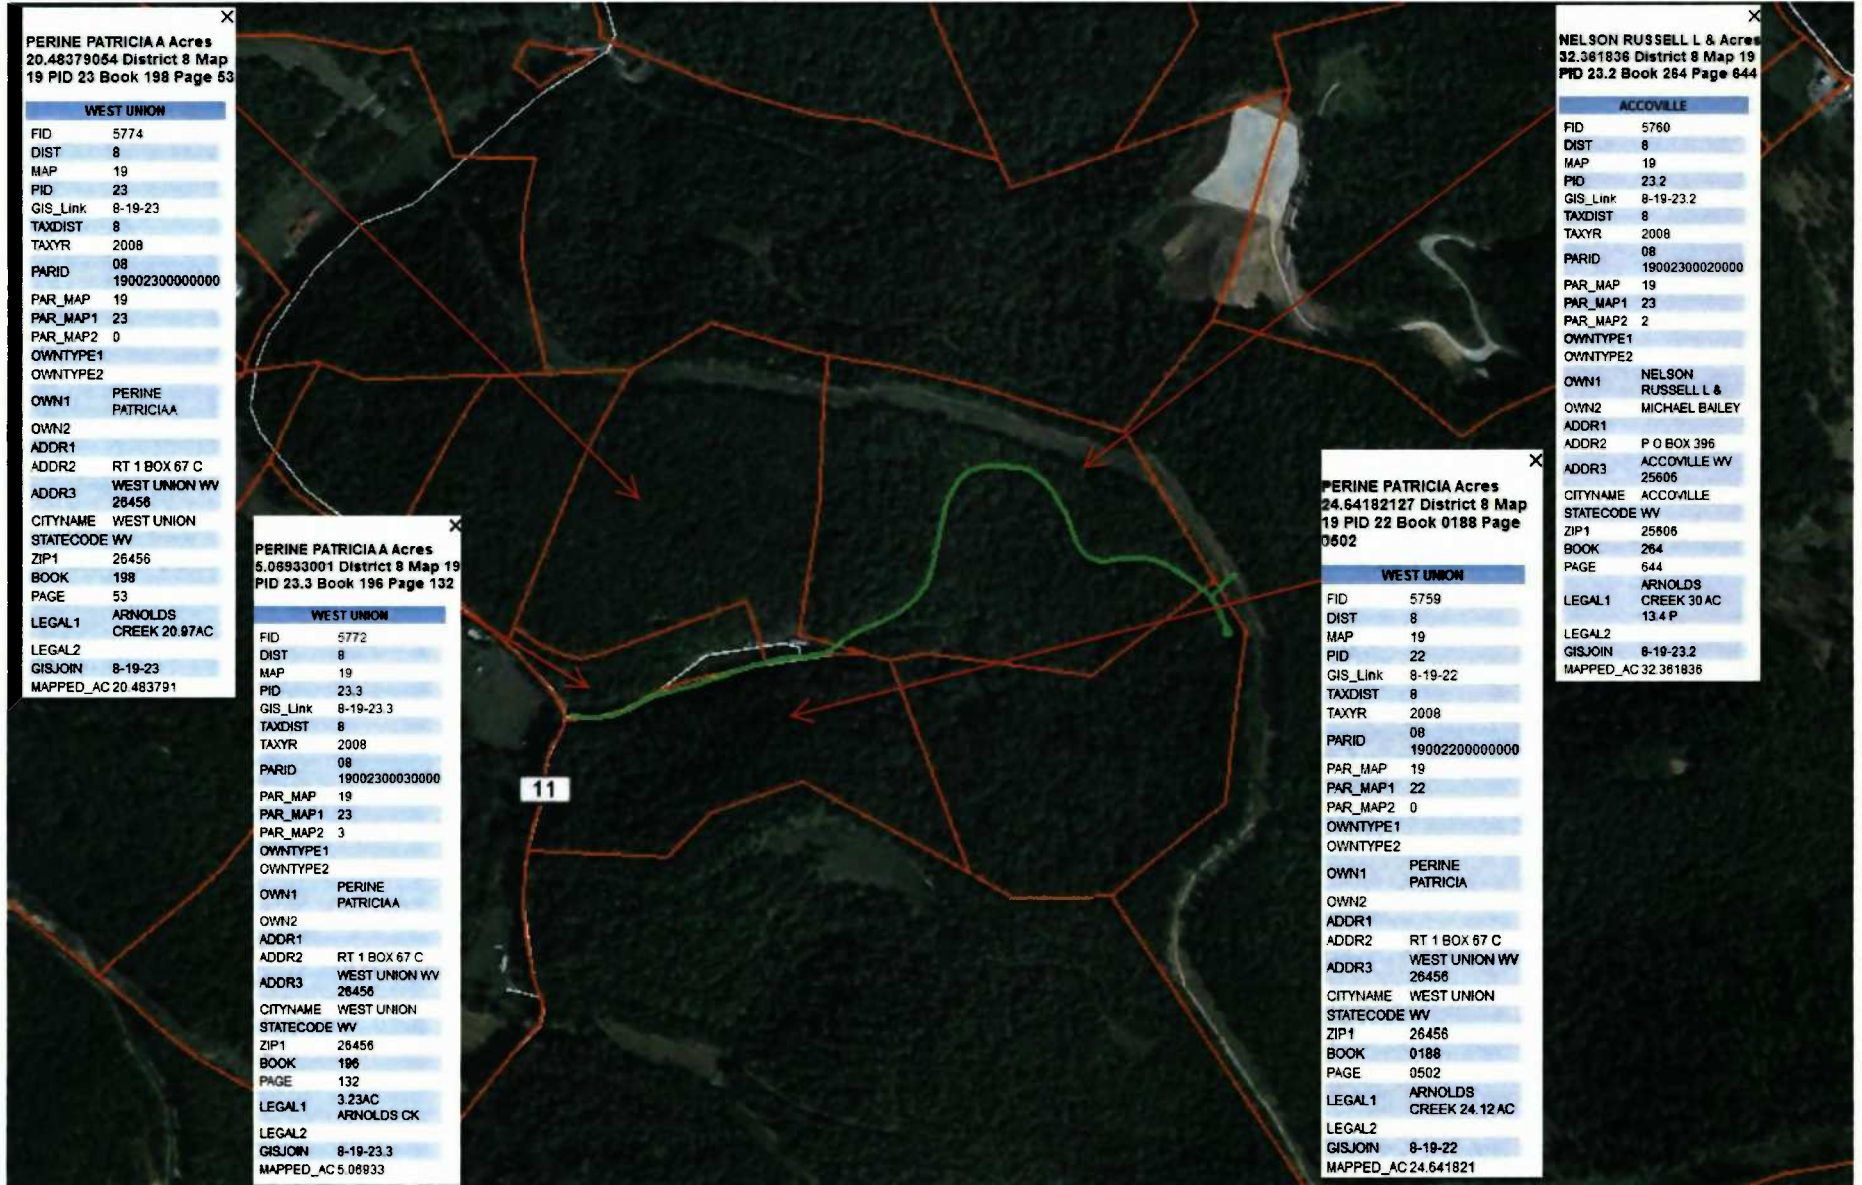 X
PERINE PATRICIA A Acres
20.48379054 District 8 Map
19 PID 23 Book 198 Page 53
WEST UNION
FID 5774
DIST 8
MAP 19
PID 23
GIS_Link 8-19-23
TAXDIST 8
TAXYR 2008
PARID 08
19002300000000
PAR_MAP 19
PAR_MAP1 23
PAR_MAP2 0
OWNTYPE1
OWNTYPE2
OWN1 PERINE
PATRICIAA
OWN2
ADDR1
ADDR2 RT 1 BOX 67 C
ADDR3 WEST UNION WV
26456
CITYNAME WEST UNION
STATECODE WV
ZIP1 26456
BOOK 198
PAGE 53
LEGAL1 ARNOLDS
CREEK 20.97AC
LEGAL2
GISJOIN 8-19-23
MAPPED_AC 20.483791
X
PERINE PATRICIA A Acres
5.06933001 District 8 Map 19
PID 23.3 Book 196 Page 132
WEST UNION
FID 5772
DIST 8
MAP 19
PID 23.3
GIS_Link 8-19-23.3
TAXDIST 8
TAXYR 2008
PARID 08
19002300030000
PAR_MAP 19
PAR_MAP1 23
PAR_MAP2 3
OWNTYPE1
OWNTYPE2
OWN1 PERINE
PATRICIAA
OWN2
ADDR1
ADDR2 RT 1 BOX 67 C
ADDR3 WEST UNION WV
26456
CITYNAME WEST UNION
STATECODE WV
ZIP1 26456
BOOK 196
PAGE 132
LEGAL1 3.23AC
ARNOLDS CK
LEGAL2
GISJOIN 8-19-23.3
MAPPED_AC 5.06933
11
X
PERINE PATRICIA Acres
24.64182127 District 8 Map
19 PID 22 Book 0188 Page
0502
WEST UNION
FID 5759
DIST 8
MAP 19
PID 22
GIS_Link 8-19-22
TAXDIST 8
TAXYR 2008
PARID 08
19002200000000
PAR_MAP 19
PAR_MAP1 22
PAR_MAP2 0
OWNTYPE1
OWNTYPE2
OWN1 PERINE
PATRICIA
OWN2
ADDR1
ADDR2 RT 1 BOX 67 C
ADDR3 WEST UNION WV
26456
CITYNAME WEST UNION
STATECODE WV
ZIP1 26456
BOOK 0188
PAGE 0502
LEGAL1 ARNOLDS
CREEK 24.12 AC
LEGAL2
GISJOIN 8-19-22
MAPPED_AC 24.641821
X
NELSON RUSSELL L & Acres
32.361836 District 8 Map 19
PID 23.2 Book 264 Page 644
ACCOVILLE
FID 5760
DIST 8
MAP 19
PID 23.2
GIS_Link 8-19-23.2
TAXDIST 8
TAXYR 2008
PARID 08
19002300020000
PAR_MAP 19
PAR_MAP1 23
PAR_MAP2 2
OWNTYPE1
OWNTYPE2
OWN1 NELSON
RUSSELL L &
OWN2 MICHAEL BAILEY
ADDR1
ADDR2 P O BOX 396
ADDR3 ACCOVILLE WV
25606
CITYNAME ACCOVILLE
STATECODE WV
ZIP1 25606
BOOK 264
PAGE 644
LEGAL1 ARNOLDS
CREEK 30 AC
13.4 P
LEGAL2
GISJOIN 8-19-23.2
MAPPED_AC 32.361836